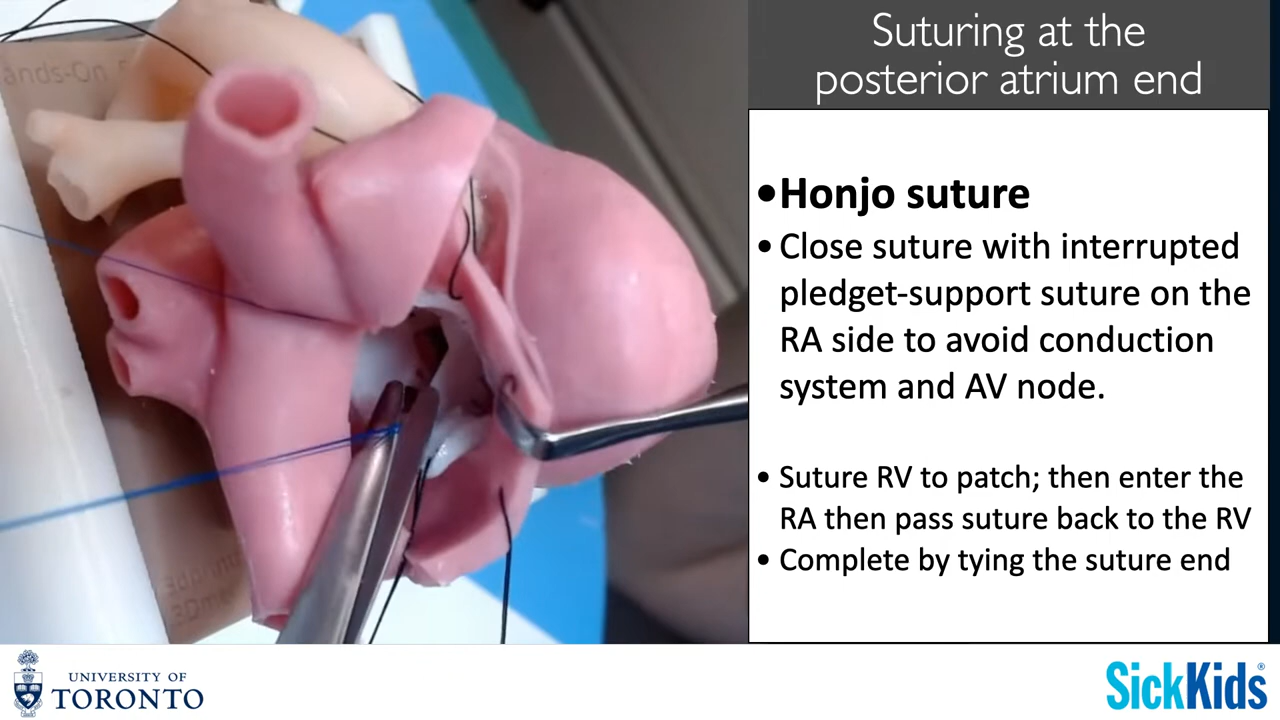 Suturing at the
posterior atrium end
ands-On
•Honjo suture
• Close suture with interrupted
pledget-support suture on the
RA side to avoid conduction
system and AV node.
• Suture RV to patch; then enter the
RA then pass suture back to the RV
• Complete by tying the suture end
UNIVERSITY OF
TORONTO
SickKids®